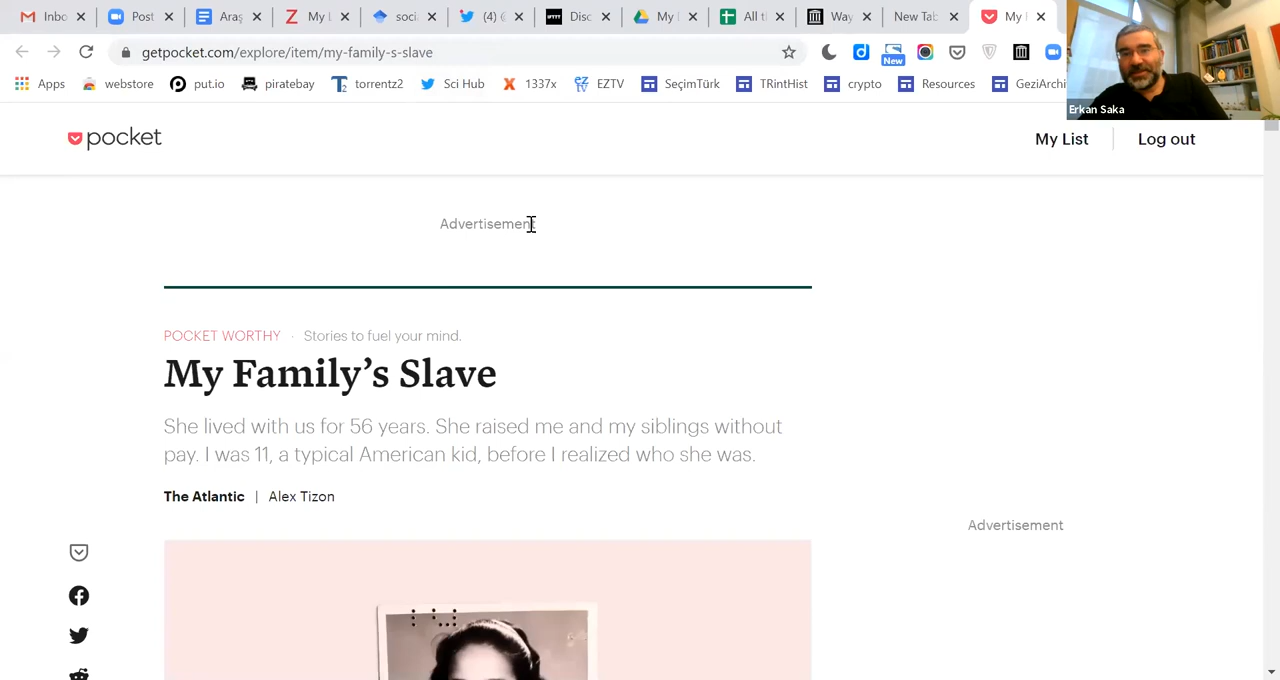 Inbo
Post
Araş
My L
soci
(4)
Disc
My
All t
Way
New Tab
My
getpocket.com/explore/item/my-family-s-slave
New
Apps
webstore
put.io
piratebay
torrentz2
Sci Hub
1337x
EZTV
SeçimTürk
TRintHist
crypto
Resources
GeziArchi
Erkan Saka
pocket
My List
Log out
Advertisement
POCKET WORTHY · Stories to fuel your mind.
My Family’s Slave
She lived with us for 56 years. She raised me and my siblings without
pay. I was 11, a typical American kid, before I realized who she was.
The Atlantic | Alex Tizon
Advertisement